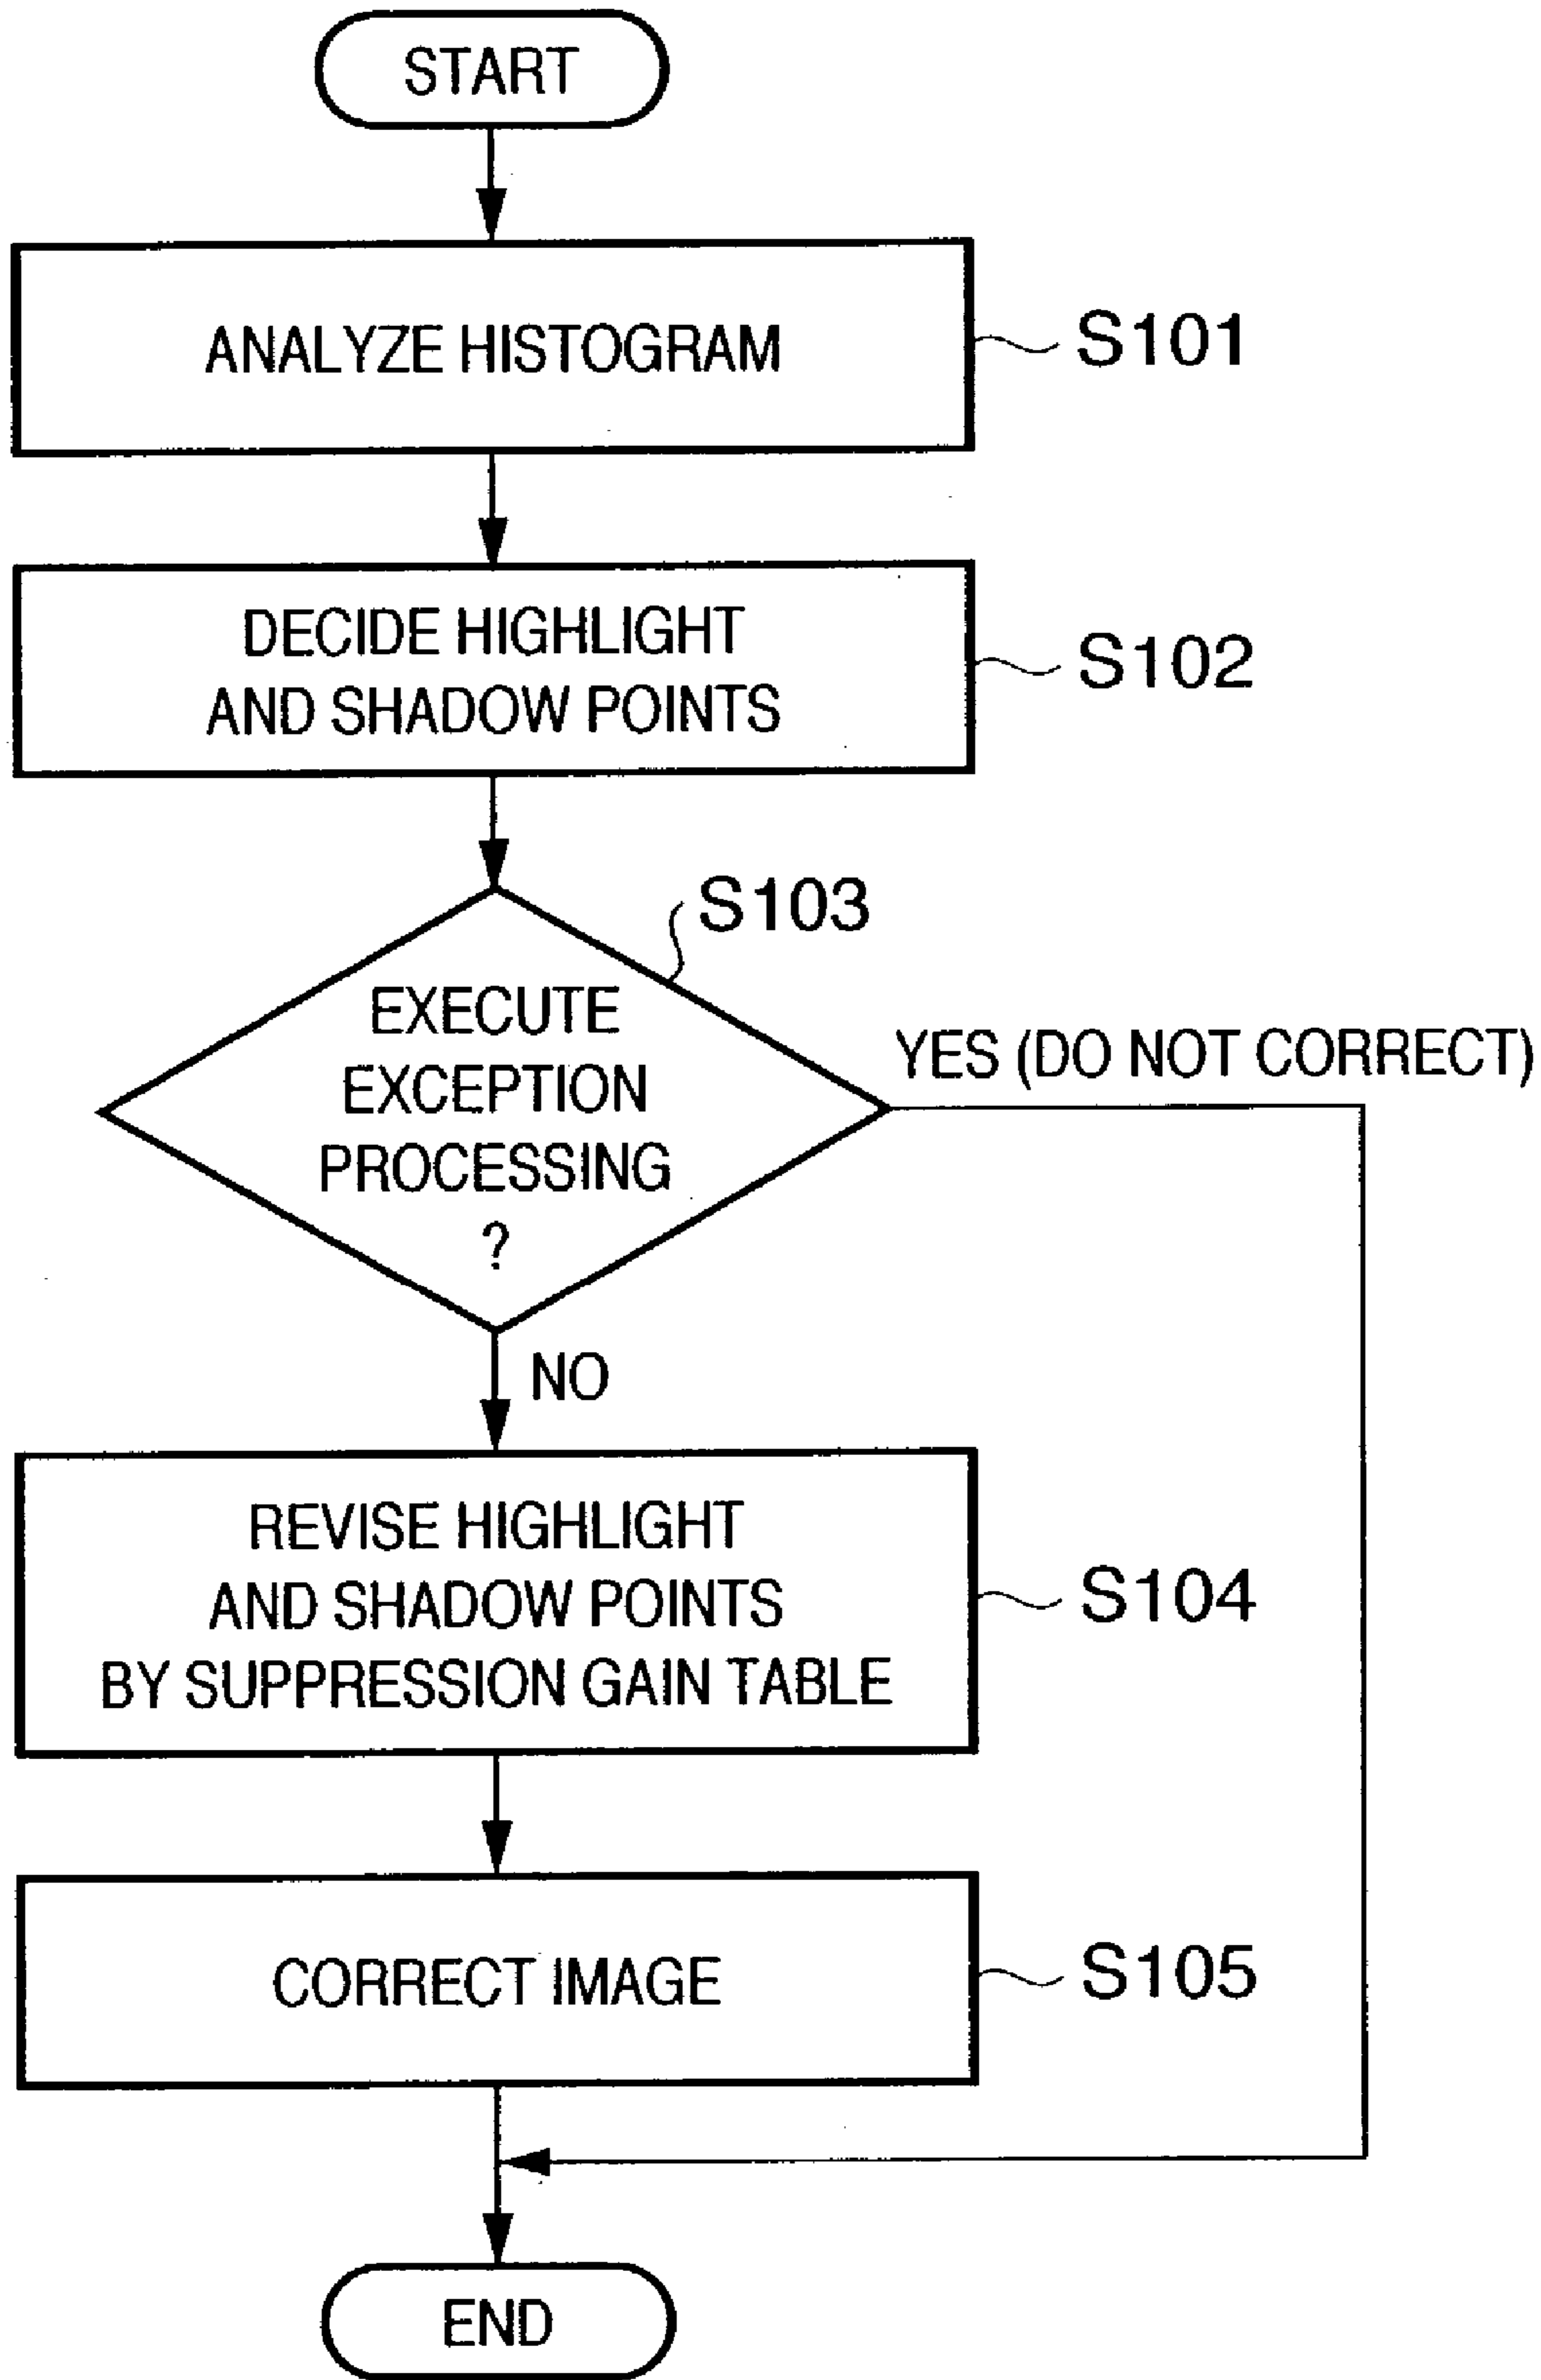 START
ANALYZE HISTOGRAM
S101
DECIDE HIGHLIGHT
AND SHADOW POINTS
S102
S103
EXECUTE
EXCEPTION
PROCESSING
?
YES (DO NOT CORRECT)
NO
REVISE HIGHLIGHT
AND SHADOW POINTS
BY SUPPRESSION GAIN TABLE
S104
CORRECT IMAGE
S105
END